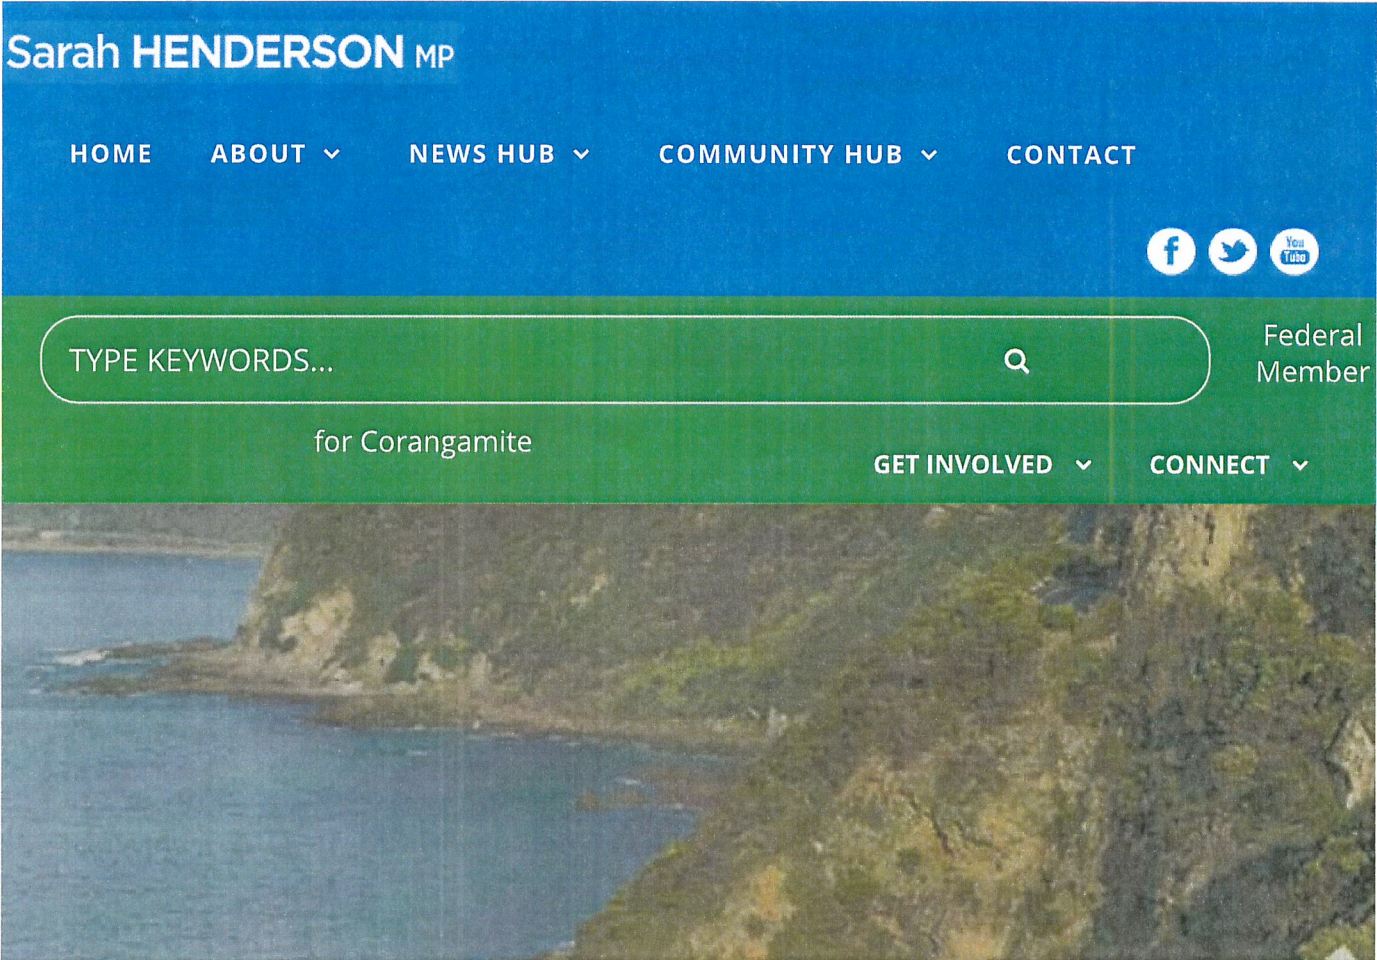 Sarah HENDERSON MP
HOME ABOUT NEWS HUB COMMUNITY HUB CONTACT
f You Tube
TYPE KEYWORDS...
Federal
Member
for Corangamite
GET INVOLVED CONNECT